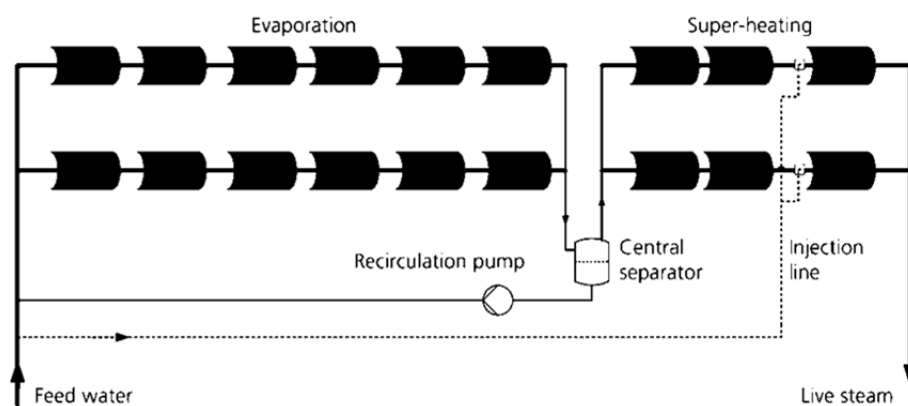 Evaporation
Super-heating
Recirculation pump
Central
separator
Injection
line
Feed water
Live steam